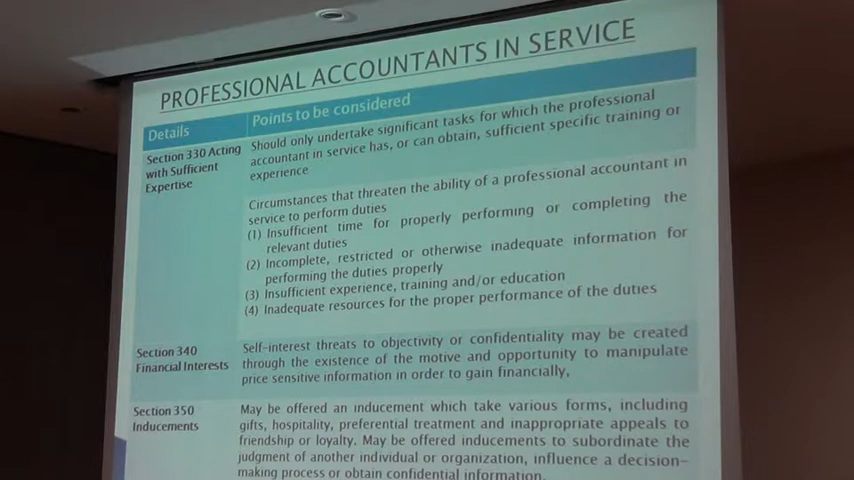 PROFESSIONAL ACCOUNTANTS IN SERVICE
Details
Points to be considered
Section 330 Acting
with Sufficient
Expertise
Should only undertake significant tasks for which the professional
accountant in service has, or can obtain, sufficient specific training or
experience
Circumstances that threaten the ability of a professional accountant in
service to perform duties
(1) Insufficient time for properly performing or completing the
relevant duties
(2) Incomplete, restricted or otherwise inadequate information for
performing the duties properly
(3) Insufficient experience, training and/or education
(4) Inadequate resources for the proper performance of the duties
Section 340
Financial Interests
Self-interest threats to objectivity or confidentiality may be created
through the existence of the motive and opportunity to manipulate
price sensitive information in order to gain financially.
Section 350
Inducements
May be offered an inducement which take various forms, including
gifts, hospitality, preferential treatment and inappropriate appeals to
friendship or loyalty. May be offered inducements to subordinate the
judgment of another individual or organization, influence a decision-
making process or obtain confidential information.